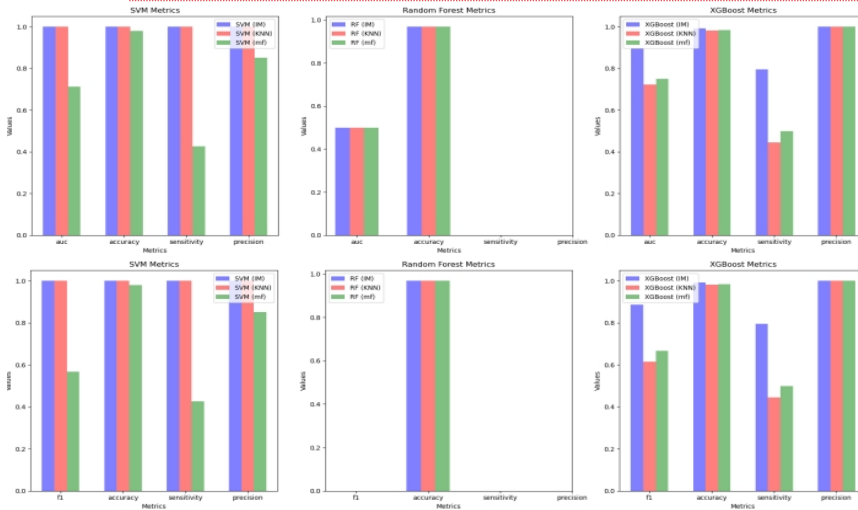 SVM Metrics
SVM (IM)
SVM (KNN)
SVM (mf)
1.0
0.8
0.6
0.4
0.2
0.0
Values
auc accuracy sensitivity precision
Metrics
Random Forest Metrics
RF (IM)
RF (KNN)
RF (mf)
1.0
0.8
0.6
0.4
0.2
0.0
Values
auc accuracy sensitivity precision
Metrics
XGBoost Metrics
XGBoost (IM)
XGBoost (KNN)
XGBoost (mf)
1.0
0.8
0.6
0.4
0.2
0.0
Values
auc accuracy sensitivity precision
Metrics
SVM Metrics
SVM (IM)
SVM (KNN)
SVM (mf)
1.0
0.8
0.6
0.4
0.2
0.0
Values
f1 accuracy sensitivity precision
Metrics
Random Forest Metrics
RF (IM)
RF (KNN)
RF (mf)
1.0
0.8
0.6
0.4
0.2
0.0
Values
f1 accuracy sensitivity precision
Metrics
XGBoost Metrics
XGBoost (IM)
XGBoost (KNN)
XGBoost (mf)
1.0
0.8
0.6
0.4
0.2
0.0
Values
f1 accuracy sensitivity precision
Metrics